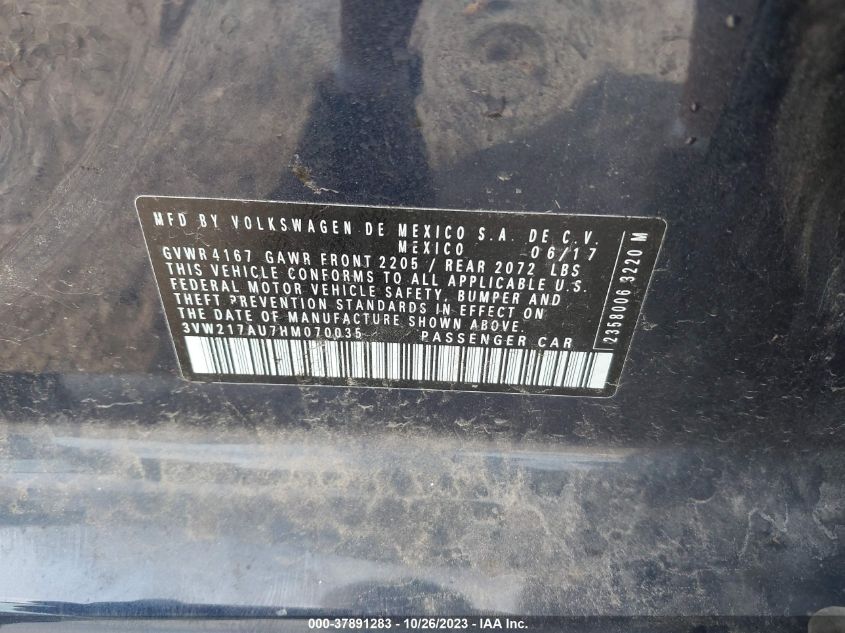 MFD BY VOLKSWAGEN DE MEXICO S.A. DE C.V.
MEXICO 06/17
GVWR 4167 GAWR FRONT 2205 / REAR 2072 LBS
THIS VEHICLE CONFORMS TO ALL APPLICABLE U.S.
FEDERAL MOTOR VEHICLE SAFETY, BUMPER AND
THEFT PREVENTION STANDARDS IN EFFECT ON
THE DATE OF MANUFACTURE SHOWN ABOVE.
3VW217AU7HM070035 PASSENGER CAR
2358006 3220 M
000-37891283 - 10/26/2023 - IAA Inc.